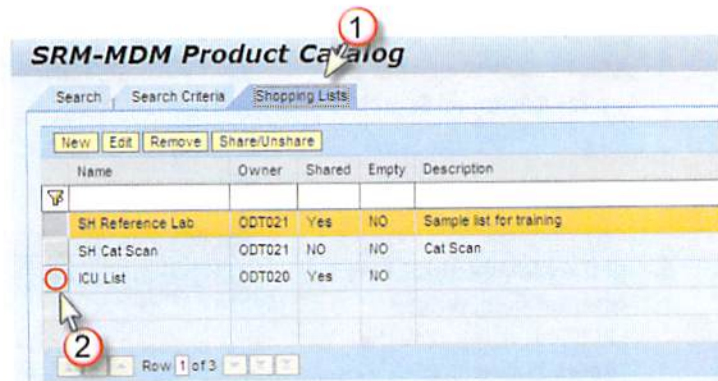 1
SRM-MDM Product Catalog
Search Search Criteria Shopping Lists
New Edit Remove Share/Unshare
Name Owner Shared Empty Description
SH Reference Lab ODT021 Yes NO Sample list for training
SH Cat Scan ODT021 NO NO Cat Scan
ICU List ODT020 Yes NO
2
Row 1 of 3